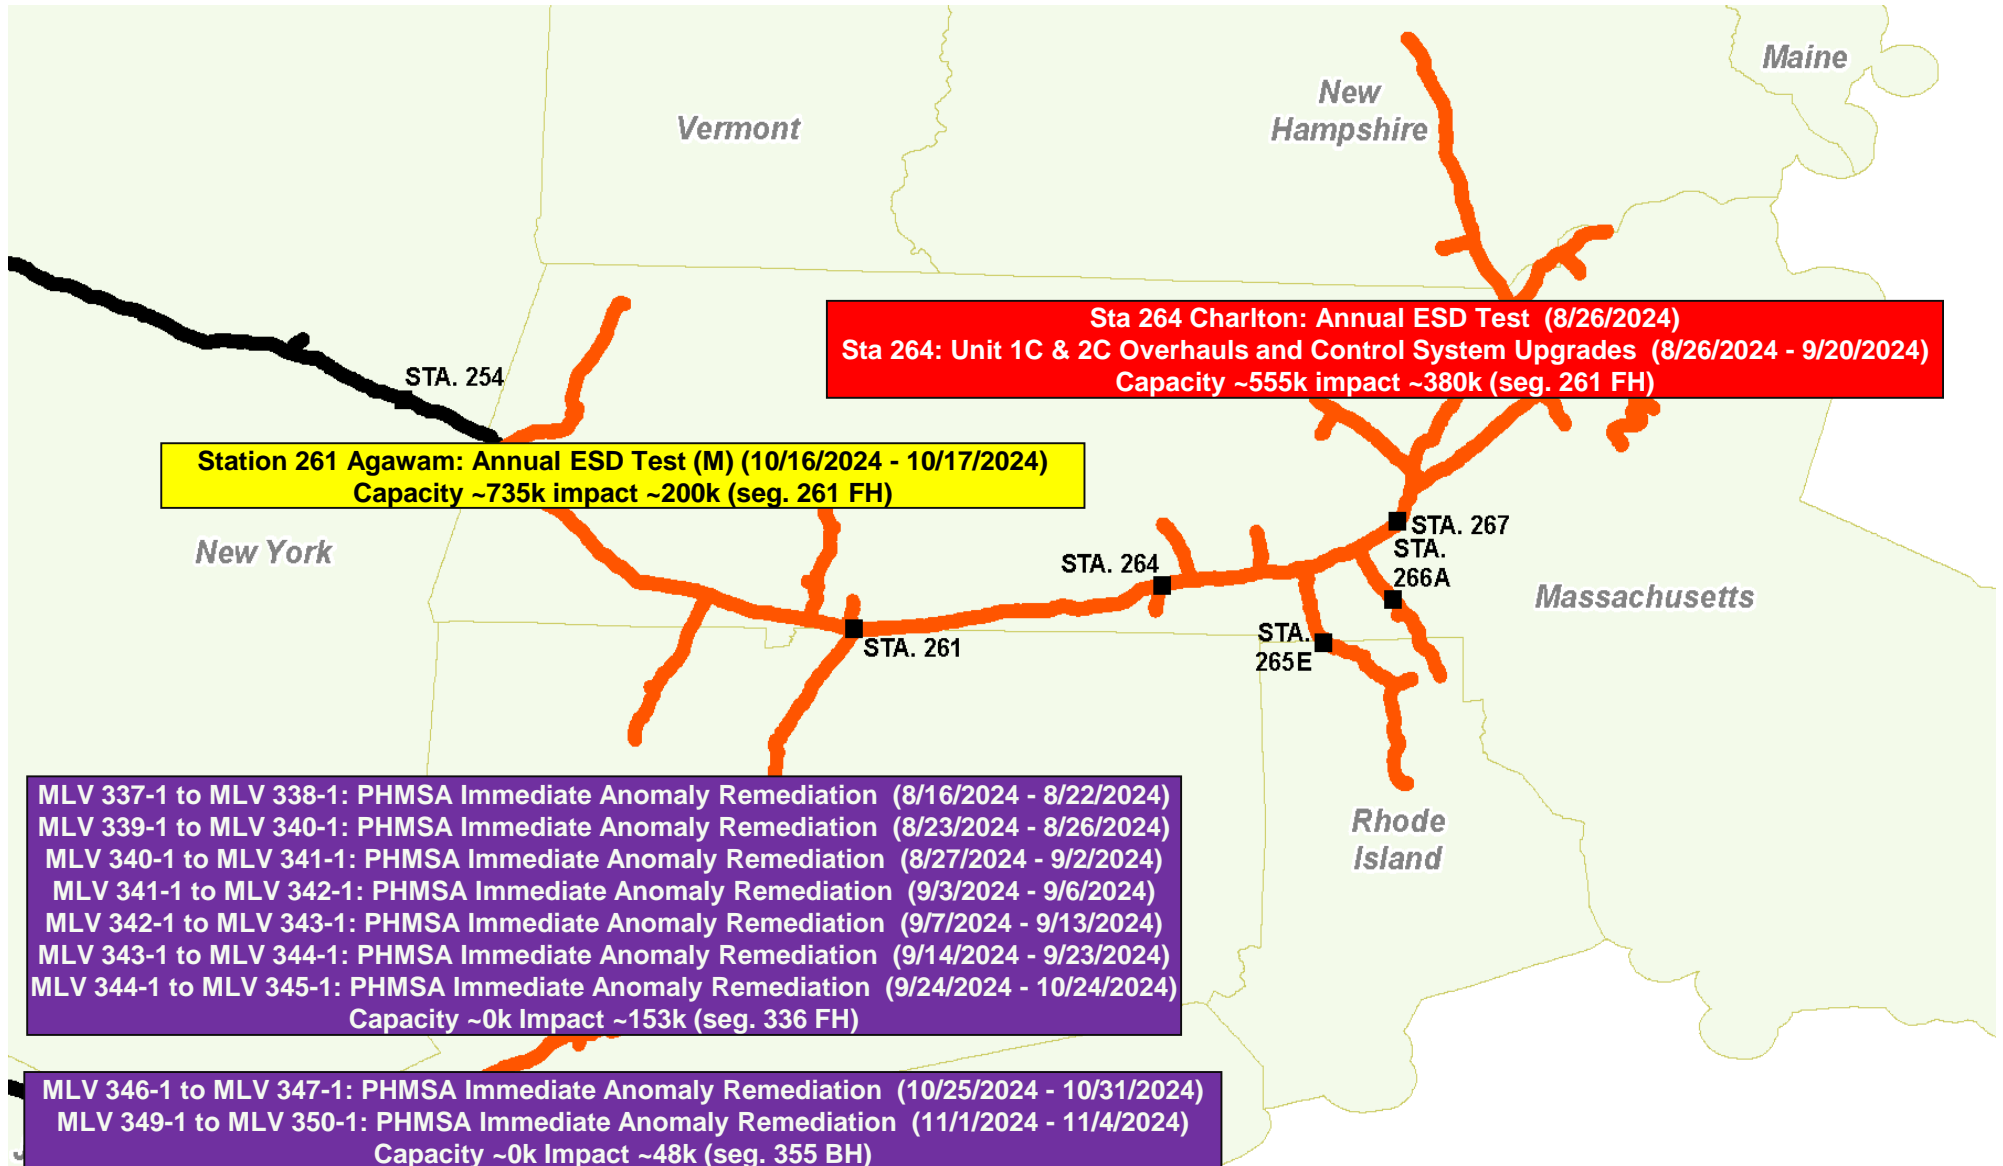 Maine
New
Hampshire
Vermont
Sta 264 Charlton: Annual ESD Test  (8/26/2024)
Sta 264: Unit 1C & 2C Overhauls and Control System Upgrades  (8/26/2024 - 9/20/2024)
Capacity ~555k impact ~380k (seg. 261 FH)
STA. 254
Station 261 Agawam: Annual ESD Test (M) (10/16/2024 - 10/17/2024)
Capacity ~735k impact ~200k (seg. 261 FH)
New York
STA. 267
STA.
266A
STA. 264
Massachusetts
STA. 261
STA.
265E
MLV 337-1 to MLV 338-1: PHMSA Immediate Anomaly Remediation  (8/16/2024 - 8/22/2024)
MLV 339-1 to MLV 340-1: PHMSA Immediate Anomaly Remediation  (8/23/2024 - 8/26/2024)
MLV 340-1 to MLV 341-1: PHMSA Immediate Anomaly Remediation  (8/27/2024 - 9/2/2024)
MLV 341-1 to MLV 342-1: PHMSA Immediate Anomaly Remediation  (9/3/2024 - 9/6/2024)
MLV 342-1 to MLV 343-1: PHMSA Immediate Anomaly Remediation  (9/7/2024 - 9/13/2024)
MLV 343-1 to MLV 344-1: PHMSA Immediate Anomaly Remediation  (9/14/2024 - 9/23/2024)
MLV 344-1 to MLV 345-1: PHMSA Immediate Anomaly Remediation  (9/24/2024 - 10/24/2024)
Capacity ~0k Impact ~153k (seg. 336 FH)
Rhode
Island
MLV 346-1 to MLV 347-1: PHMSA Immediate Anomaly Remediation  (10/25/2024 - 10/31/2024)
MLV 349-1 to MLV 350-1: PHMSA Immediate Anomaly Remediation  (11/1/2024 - 11/4/2024)
Capacity ~0k Impact ~48k (seg. 355 BH)